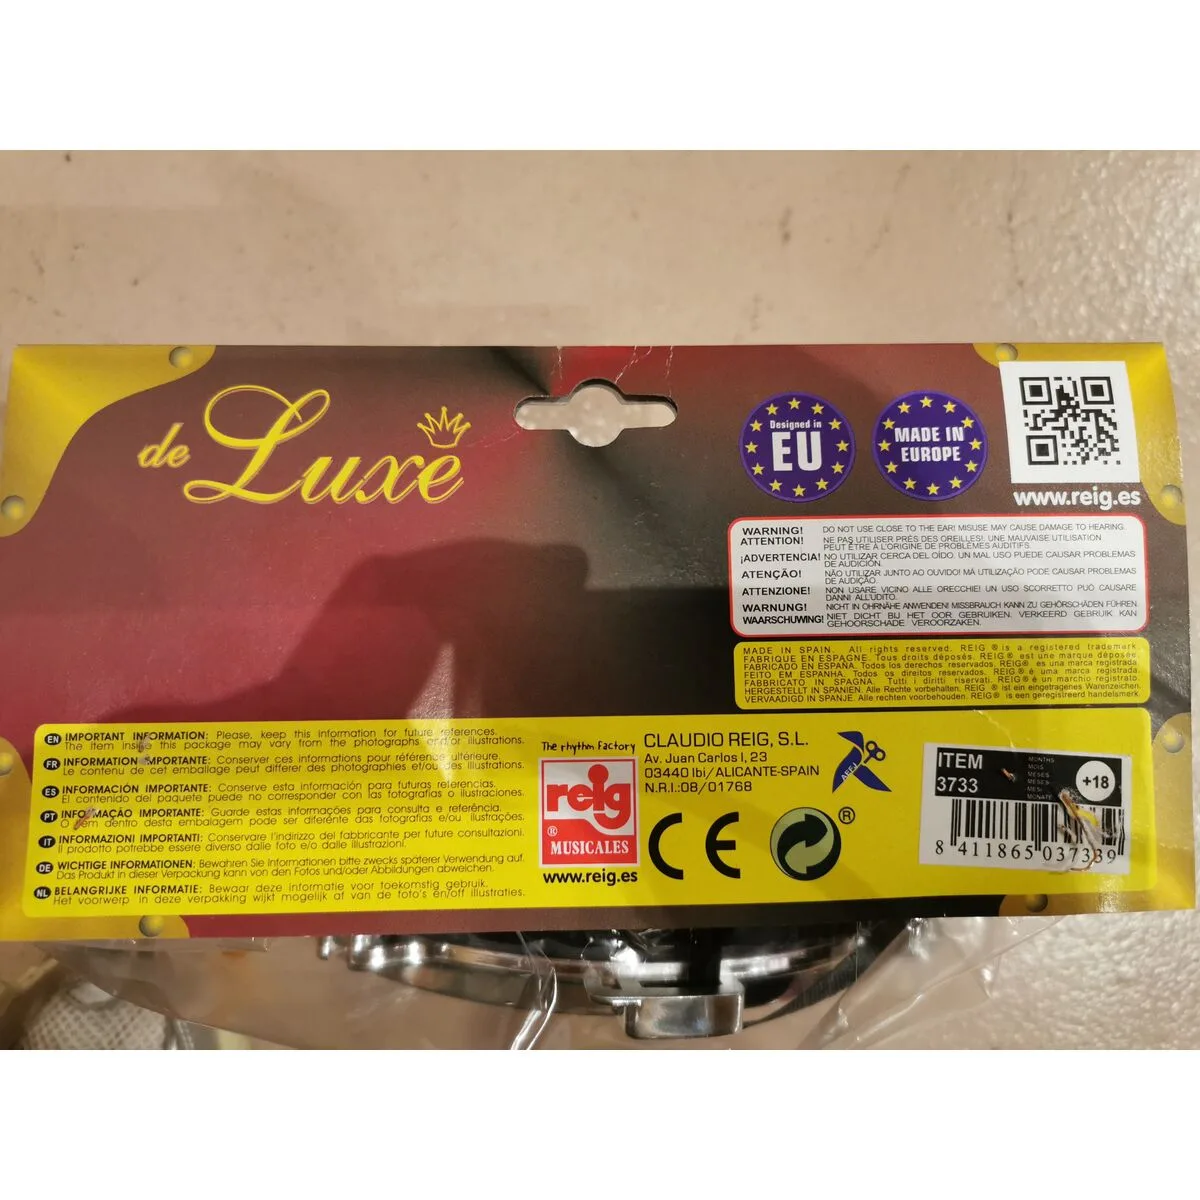 de Luxe
Designed in
EU
MADE IN
EUROPE
www.reig.es
WARNING! DO NOT USE CLOSE TO THE EAR! MISUSE MAY CAUSE DAMAGE TO HEARING.
ATTENTION! NE PAS UTILISER PRÉS DES OREILLES!. UNE MAUVAISE UTILISATION
PEUT ÊTRE À L'ORIGINE DE PROBLÈMES AUDITIFS.
¡ADVERTENCIA! NO UTILIZAR CERCA DEL OÍDO. UN MAL USO PUEDE CAUSAR PROBLEMAS
DE AUDICIÓN.
ATENÇÃO! NÃO UTILIZAR JUNTO AO OUVIDO! MÁ UTILIZAÇÃO PODE CAUSAR PROBLEMAS
DE AUDIÇÃO.
ATTENZIONE! NON USARE VICINO ALLE ORECCHIE! UN USO SCORRETTO PUÓ CAUSARE
DANNI ALL'UDITO.
WARNUNG! NICHT IN OHRNÄHE ANWENDEN! MISSBRAUCH KANN ZU GEHÖRSCHÄDEN FÜHREN
WAARSCHUWING! NIET DICHT BIJ HET OOR GEBRUIKEN. VERKEERD GEBRUIK KAN
GEHOORSCHADE VEROORZAKEN.
MADE IN SPAIN. All rights reserved. REIG ® is a registered trademark.
FABRIQUE EN ESPAGNE. Tous droits déposés. REIG ® est une marque déposée.
FABRICADO EN ESPAÑA. Todos los derechos reservados. REIG® es una marca registrada.
FEITO EM ESPANHA. Todos os direitos reservados. REIG® é uma marca registrada.
FABBRICATO IN SPAGNA. Tutti i diritti riservati. REIG® è un marchio registrato.
HERGESTELLT IN SPANIEN. Alle Rechte vorbehalten. REIG ® ist ein eingetragenes Warenzeichen.
VERVAARDIGD IN SPANJE. Alle rechten voorbehouden. REIG ® is een geregistreerd handelsmerk
EN IMPORTANT INFORMATION: Please, keep this information for future references.
The item inside this package may vary from the photographs and/or illustrations.
FR INFORMATION IMPORTANTE: Conserver ces informations pour référence ultérieure.
Le contenu de cet emballage peut différer des photographies et/ou des illustrations.
ES INFORMACIÓN IMPORTANTE: Conserve esta información para futuras referencias.
El contenido del paquete puede no corresponder con las fotografías o ilustraciones.
PT INFORMAÇÃO IMPORTANTE: Guarde estas informações para consulta e referência.
O item dentro desta embalagem pode ser diferente das fotografias e/ou ilustrações.
IT INFORMAZIONI IMPORTANTI: Conservare l'indirizzo del fabbricante per future consultazioni.
Il prodotto potrebbe essere diverso dalle foto e/o dalle illustrazioni.
DE WICHTIGE INFORMATIONEN: Bewahren Sie Informationen bitte zwecks späterer Verwendung auf.
Das Produkt in dieser Verpackung kann von den Fotos und/oder Abbildungen abweichen.
NL BELANGRIJKE INFORMATIE: Bewaar deze informatie voor toekomstig gebruik.
Het voorwerp in deze verpakking wijkt mogelijk af van de foto's en/off illustraties.
The rhythm factory
reig
® MUSICALES
www.reig.es
CLAUDIO REIG, S.L.
Av. Juan Carlos I, 23
03440 Ibi/ALICANTE-SPAIN
N.R.I.:08/01768
AEFJ
CE
®
ITEM
3733
MONTHS
MOIS
MESES
MESES
MESI
+18
8 411865 037339